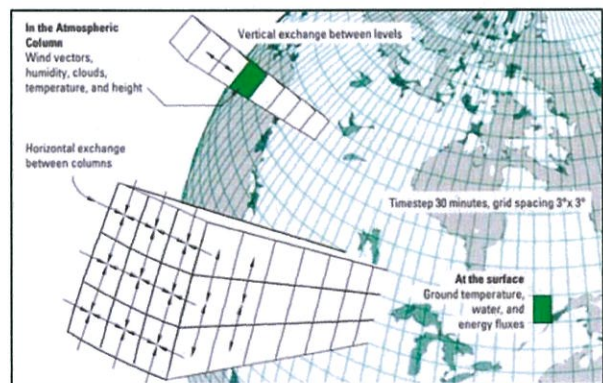 In the Atmospheric
Column
Wind vectors,
humidity, clouds,
temperature, and height
Vertical exchange between levels
Horizontal exchange
between columns
Timestep 30 minutes, grid spacing 3°x 3°
At the surface
Ground temperature,
water, and
energy fluxes